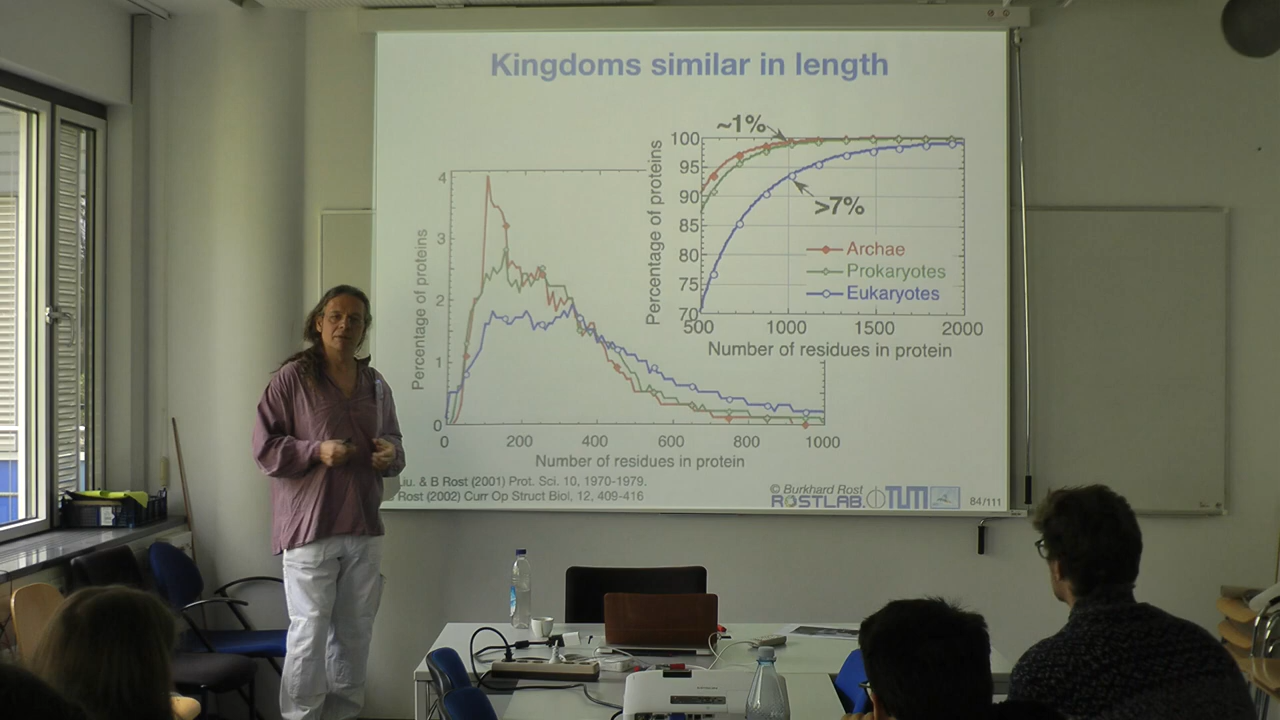 Kingdoms similar in length
~1%
Percentage of proteins
100
95
90
85
80
75
70
>7%
Archae
Prokaryotes
Eukaryotes
500 1000 1500 2000
Number of residues in protein
Percentage of proteins
4
3
2
1
0
0 200 400 600 800 1000
Number of residues in protein
Liu. & B Rost (2001) Prot. Sci. 10, 1970-1979.
Rost (2002) Curr Op Struct Biol, 12, 409-416
© Burkhard Rost
ROSTLAB. TUM
84/111